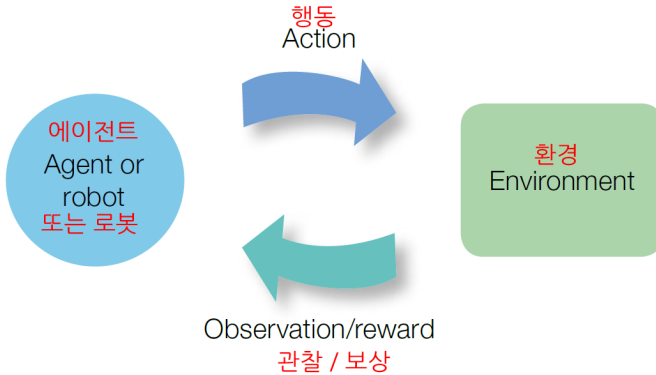 행동
Action
에이전트
Agent or
robot
또는 로봇
환경
Environment
Observation/reward
관찰 / 보상